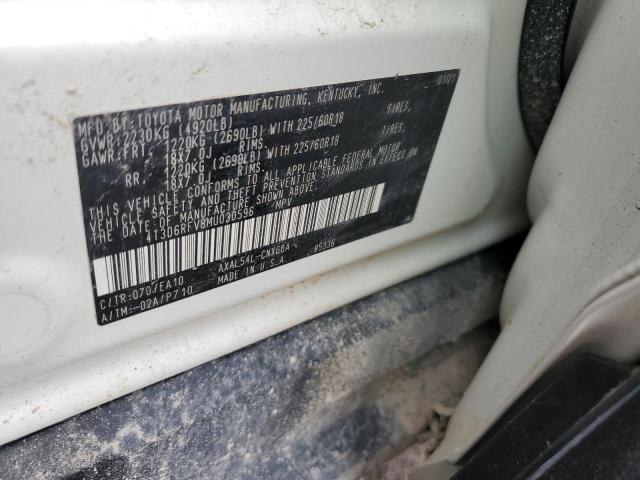 MFD. BY: TOYOTA MOTOR MANUFACTURING, KENTUCKY, INC. 01/21
GVWR: 2230KG (4920LB)
GAWR: FRT. 1220KG (2690LB) WITH 225/60R18 TIRES,
18X7.0J RIMS.
RR. 1220KG (2690LB) WITH 225/60R18 TIRES,
18X7.0J RIMS.
THIS VEHICLE CONFORMS TO ALL APPLICABLE FEDERAL MOTOR
VEHICLE SAFETY AND THEFT PREVENTION STANDARDS IN EFFECT ON THE
DATE OF MANUFACTURE SHOWN ABOVE.
4T3D6RFV8MU030596 MPV
C/TR: 070/EA10 AXAL54L-CNXGBA 85336
A/TM: -02A/P710 MADE IN U.S.A.